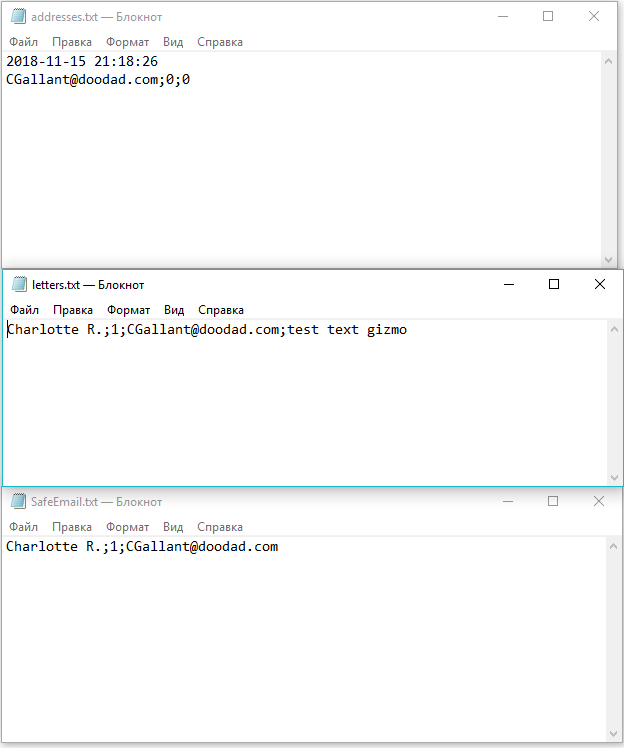 addresses.txt — Блокнот
Файл Правка Формат Вид Справка
2018-11-15 21:18:26
CGallant@doodad.com;0;0
letters.txt — Блокнот
Файл Правка Формат Вид Справка
Charlotte R.;1;CGallant@doodad.com;test text gizmo
SafeEmail.txt — Блокнот
Файл Правка Формат Вид Справка
Charlotte R.;1;CGallant@doodad.com